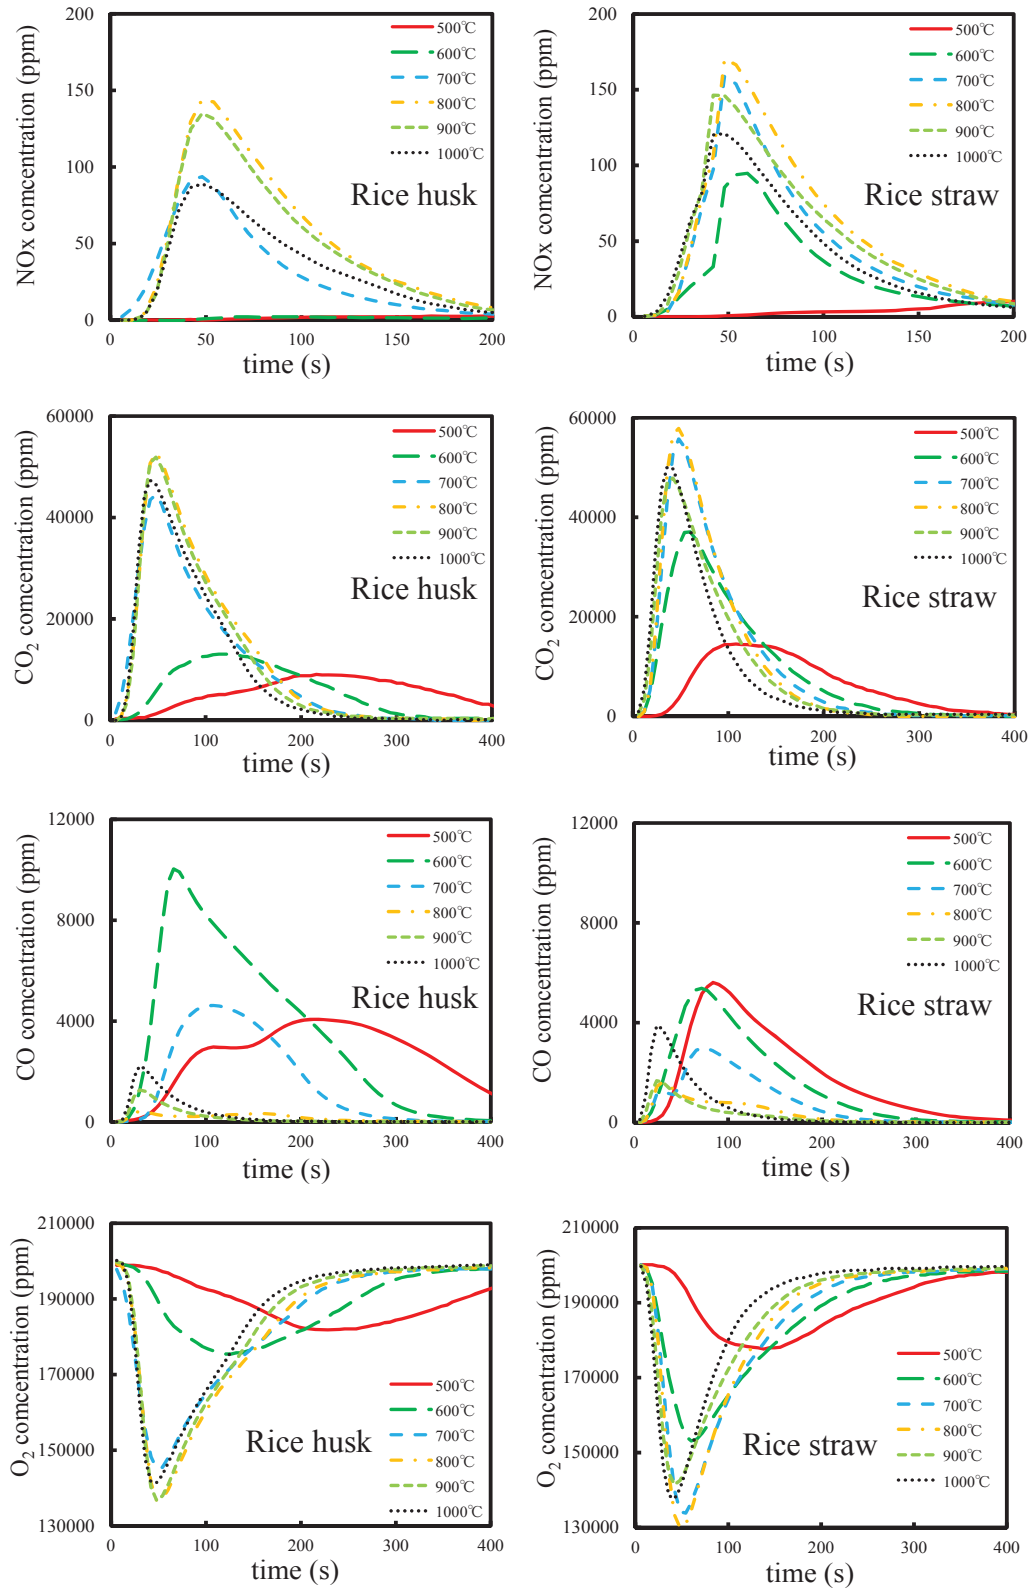 NOx comcentration (ppm)
200
150
100
50
0
0 50 100 150 200
time (s)
500℃
600℃
700℃
800℃
900℃
1000℃
Rice husk
NOx comcentration (ppm)
200
150
100
50
0
0 50 100 150 200
time (s)
500℃
600℃
700℃
800℃
900℃
1000℃
Rice straw
CO2 comcentration (ppm)
60000
40000
20000
0
0 100 200 300 400
time (s)
500℃
600℃
700℃
800℃
900℃
1000℃
Rice husk
CO2 comcentration (ppm)
60000
40000
20000
0
0 100 200 300 400
time (s)
500℃
600℃
700℃
800℃
900℃
1000℃
Rice straw
CO comcentration (ppm)
12000
8000
4000
0
0 100 200 300 400
time (s)
500℃
600℃
700℃
800℃
900℃
1000℃
Rice husk
CO comcentration (ppm)
12000
8000
4000
0
0 100 200 300 400
time (s)
500℃
600℃
700℃
800℃
900℃
1000℃
Rice straw
O2 comcentration (ppm)
210000
190000
170000
150000
130000
0 100 200 300 400
time (s)
500℃
600℃
700℃
800℃
900℃
1000℃
Rice husk
O2 comcentration (ppm)
210000
190000
170000
150000
130000
0 100 200 300 400
time (s)
500℃
600℃
700℃
800℃
900℃
1000℃
Rice straw